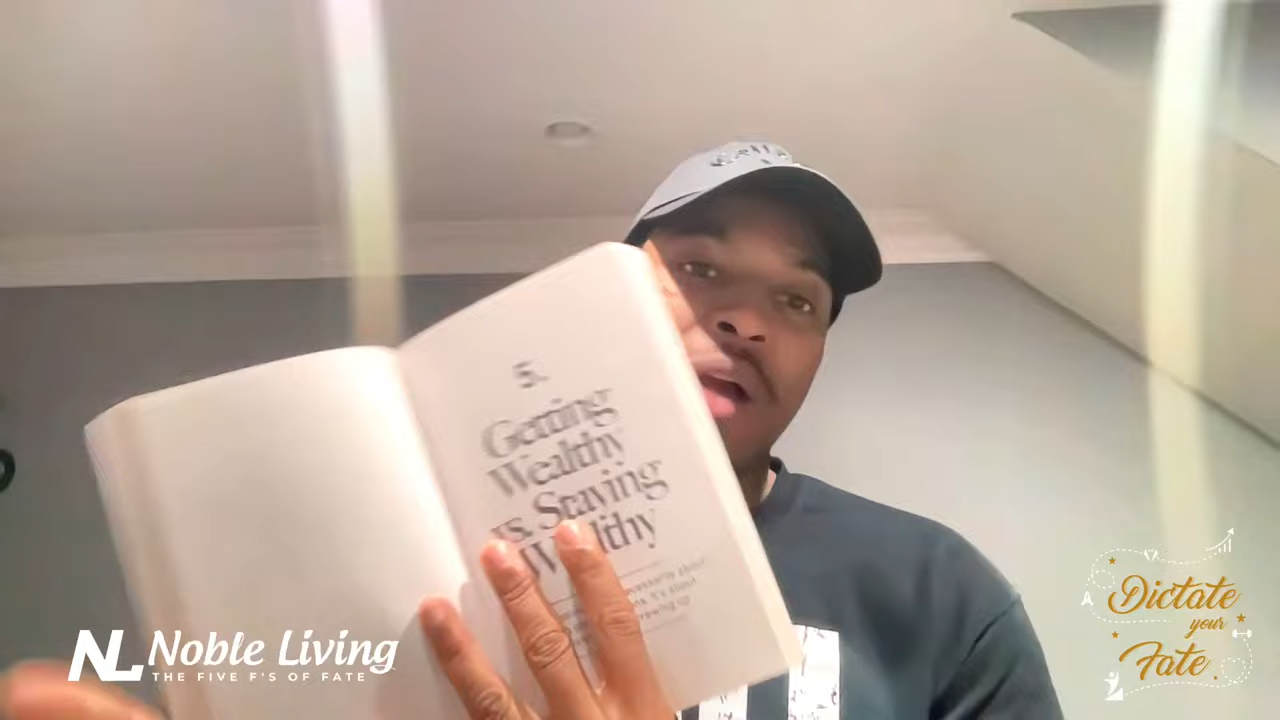 5.
Getting
Wealthy
vs. Staying
Wealthy
NL Noble Living
THE FIVE F'S OF FATE
Dictate
your
Fate.